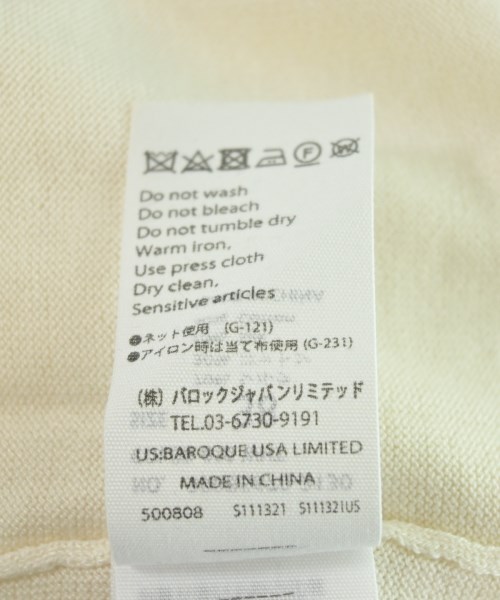 Do not wash
Do not bleach
Do not tumble dry
Warm iron,
Use press cloth
Dry clean,
Sensitive articles
●ネット使用 (G-121)
●アイロン時は当て布使用 (G-231)
(株) バロックジャパンリミテッド
TEL.03-6730-9191
US:BAROQUE USA LIMITED
MADE IN CHINA
500808 S111321 S111321US